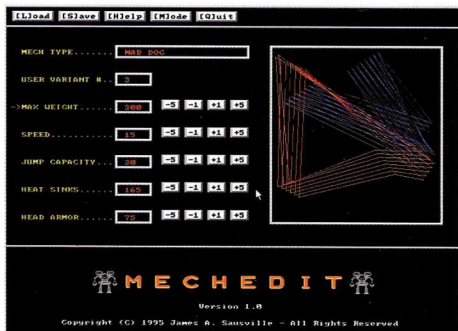 [L]oad [S]ave [H]elp [M]ode [Q]uit
MECH TYPE....... MAD DOG
USER VARIANT #.. 3
->MAX WEIGHT...... 300 -5 -1 +1 +5
SPEED........... 15 -5 -1 +1 +5
JUMP CAPACITY... 30 -5 -1 +1 +5
HEAT SINKS...... 165 -5 -1 +1 +5
HEAD ARMOR...... 75 -5 -1 +1 +5
MECHEDIT
Version 1.0
Copyright (C) 1995 James A. Sausville - All Rights Reserved